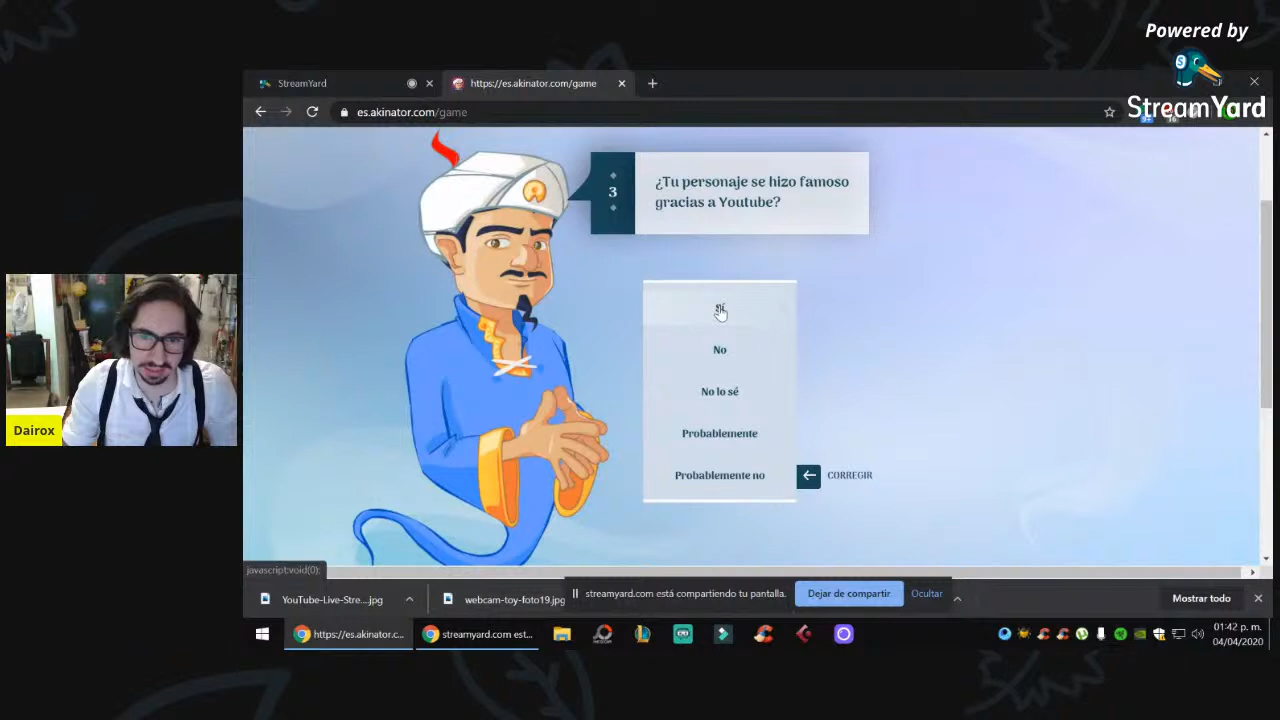 Powered by
StreamYard
StreamYard
https://es.akinator.com/game
es.akinator.com/game
3
¿Tu personaje se hizo famoso
gracias a Youtube?
No
No lo sé
Probablemente
Probablemente no
CORREGIR
Dairox
javascript:void(0);
YouTube-Live-Stre....jpg
webcam-toy-foto19.jpg
streamyard.com está compartiendo tu pantalla.
Dejar de compartir
Ocultar
Mostrar todo
https://es.akinator.c...
streamyard.com est...
01:42 p. m.
04/04/2020